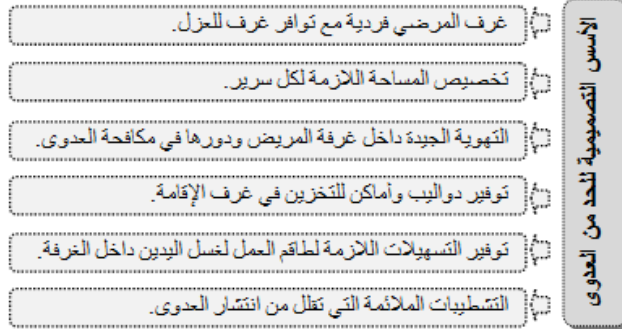 الأسس التصميمية للحد من العدوى
غرف المرضي فردية مع توافر غرف للعزل.
تخصيص المساحة اللازمة لكل سرير.
التهوية الجيدة داخل غرفة المريض ودورها في مكافحة العدوى.
توفير دواليب وأماكن للتخزين في غرف الإقامة.
توفير التسهيلات اللازمة لطاقم العمل لغسل اليدين داخل الغرفة.
التشطيبات الملائمة التي تقلل من انتشار العدوى.